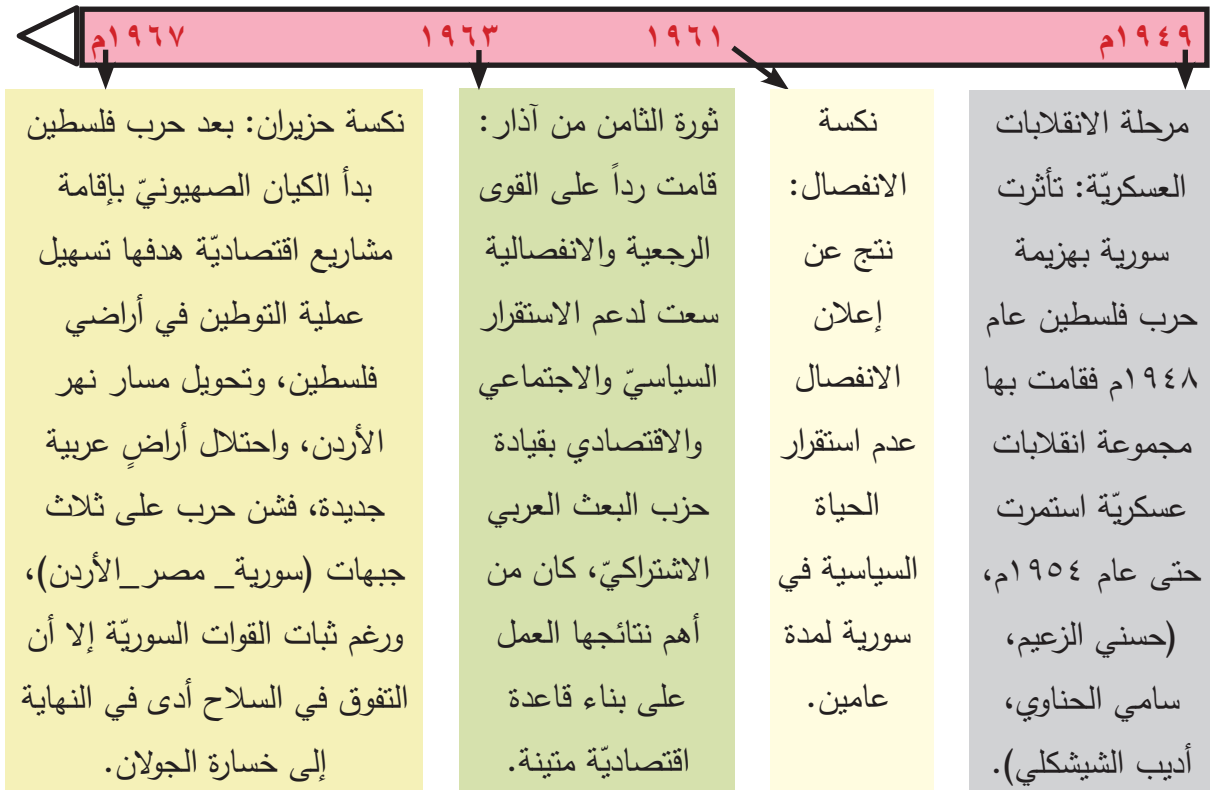 ١٩٤٩م
١٩٦١
١٩٦٣
١٩٦٧م
مرحلة الانقلابات
العسكريّة: تأثرت
سورية بهزيمة
حرب فلسطين عام
١٩٤٨م فقامت بها
مجموعة انقلابات
عسكريّة استمرت
حتى عام ١٩٥٤م،
(حسني الزعيم،
سامي الحناوي،
أديب الشيشكلي).
نكسة
الانفصال:
نتج عن
إعلان
الانفصال
عدم استقرار
الحياة
السياسية في
سورية لمدة
عامين.
ثورة الثامن من آذار:
قامت رداً على القوى
الرجعية والانفصالية
سعت لدعم الاستقرار
السياسيّ والاجتماعي
والاقتصادي بقيادة
حزب البعث العربي
الاشتراكيّ، كان من
أهم نتائجها العمل
على بناء قاعدة
اقتصاديّة متينة.
نكسة حزيران: بعد حرب فلسطين
بدأ الكيان الصهيونيّ بإقامة
مشاريع اقتصاديّة هدفها تسهيل
عملية التوطين في أراضي
فلسطين، وتحويل مسار نهر
الأردن، واحتلال أراضٍ عربية
جديدة، فشن حرب على ثلاث
جبهات (سورية_ مصر_الأردن)،
ورغم ثبات القوات السوريّة إلا أن
التفوق في السلاح أدى في النهاية
إلى خسارة الجولان.